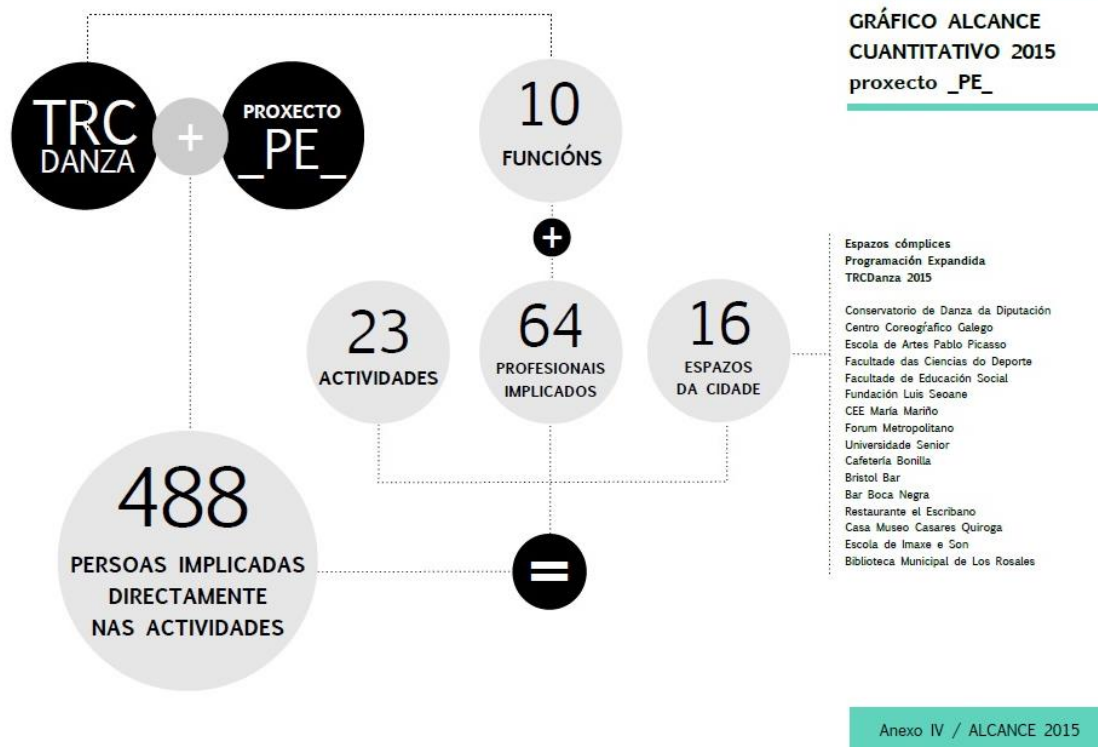 GRÁFICO ALCANCE
CUANTITATIVO 2015
proxecto _PE_
TRC
DANZA
+
PROXECTO
_PE_
10
FUNCIÓNS
+
23
ACTIVIDADES
64
PROFESIONAIS
IMPLICADOS
16
ESPAZOS
DA CIDADE
Espazos cómplices
Programación Expandida
TRCDanza 2015
Conservatorio de Danza da Diputación
Centro Coreográfico Galego
Escola de Artes Pablo Picasso
Facultade das Ciencias do Deporte
Facultade de Educación Social
Fundación Luis Seoane
CEE María Mariño
Forum Metropolitano
Universidade Senior
Cafetería Bonilla
Bristol Bar
Bar Boca Negra
Restaurante el Escribano
Casa Museo Casares Quiroga
Escola de Imaxe e Son
Biblioteca Municipal de Los Rosales
488
PERSOAS IMPLICADAS
DIRECTAMENTE
NAS ACTIVIDADES
=
Anexo IV / ALCANCE 2015